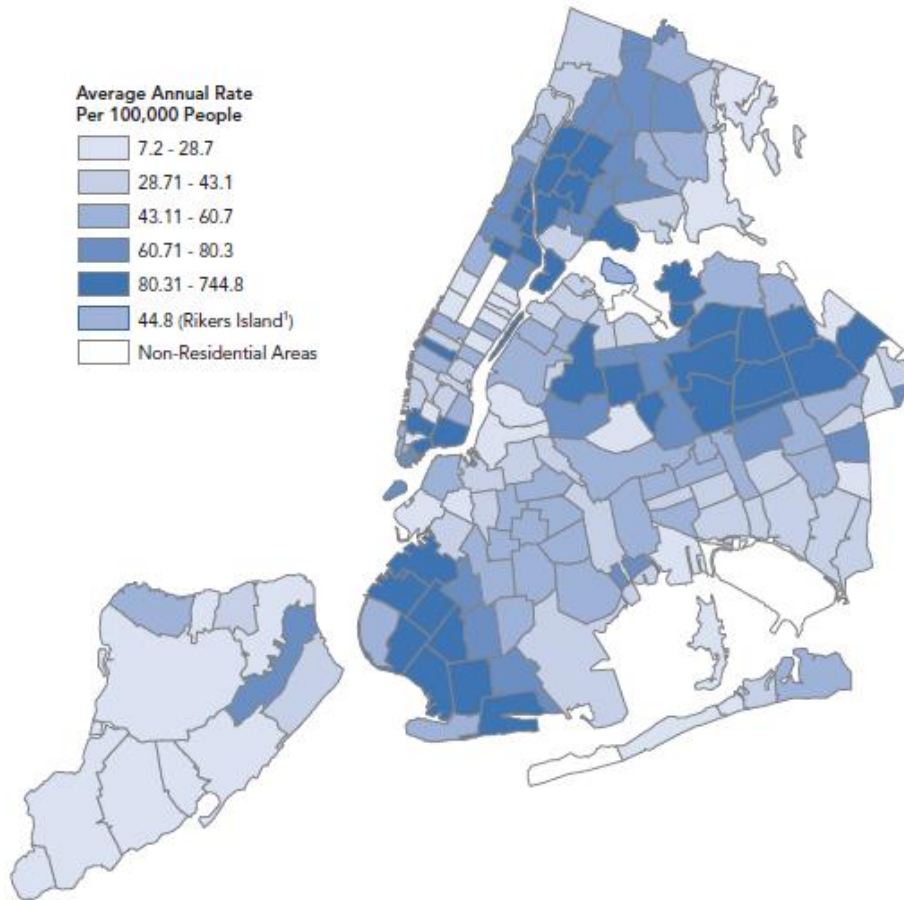 Average Annual Rate
Per 100,000 People
7.2 - 28.7
28.71 - 43.1
43.11 - 60.7
60.71 - 80.3
80.31 - 744.8
44.8 (Rikers Island¹)
Non-Residential Areas